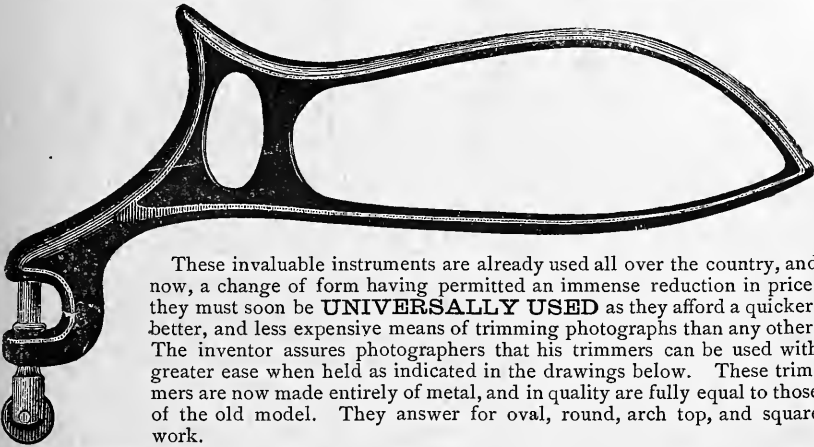 These invaluable instruments are already used all over the country, and
now, a change of form having permitted an immense reduction in price
they must soon be UNIVERSALLY USED as they afford a quicker
better, and less expensive means of trimming photographs than any other
The inventor assures photographers that his trimmers can be used with
greater ease when held as indicated in the drawings below. These trim
mers are now made entirely of metal, and in quality are fully equal to those
of the old model. They answer for oval, round, arch top, and square
work.